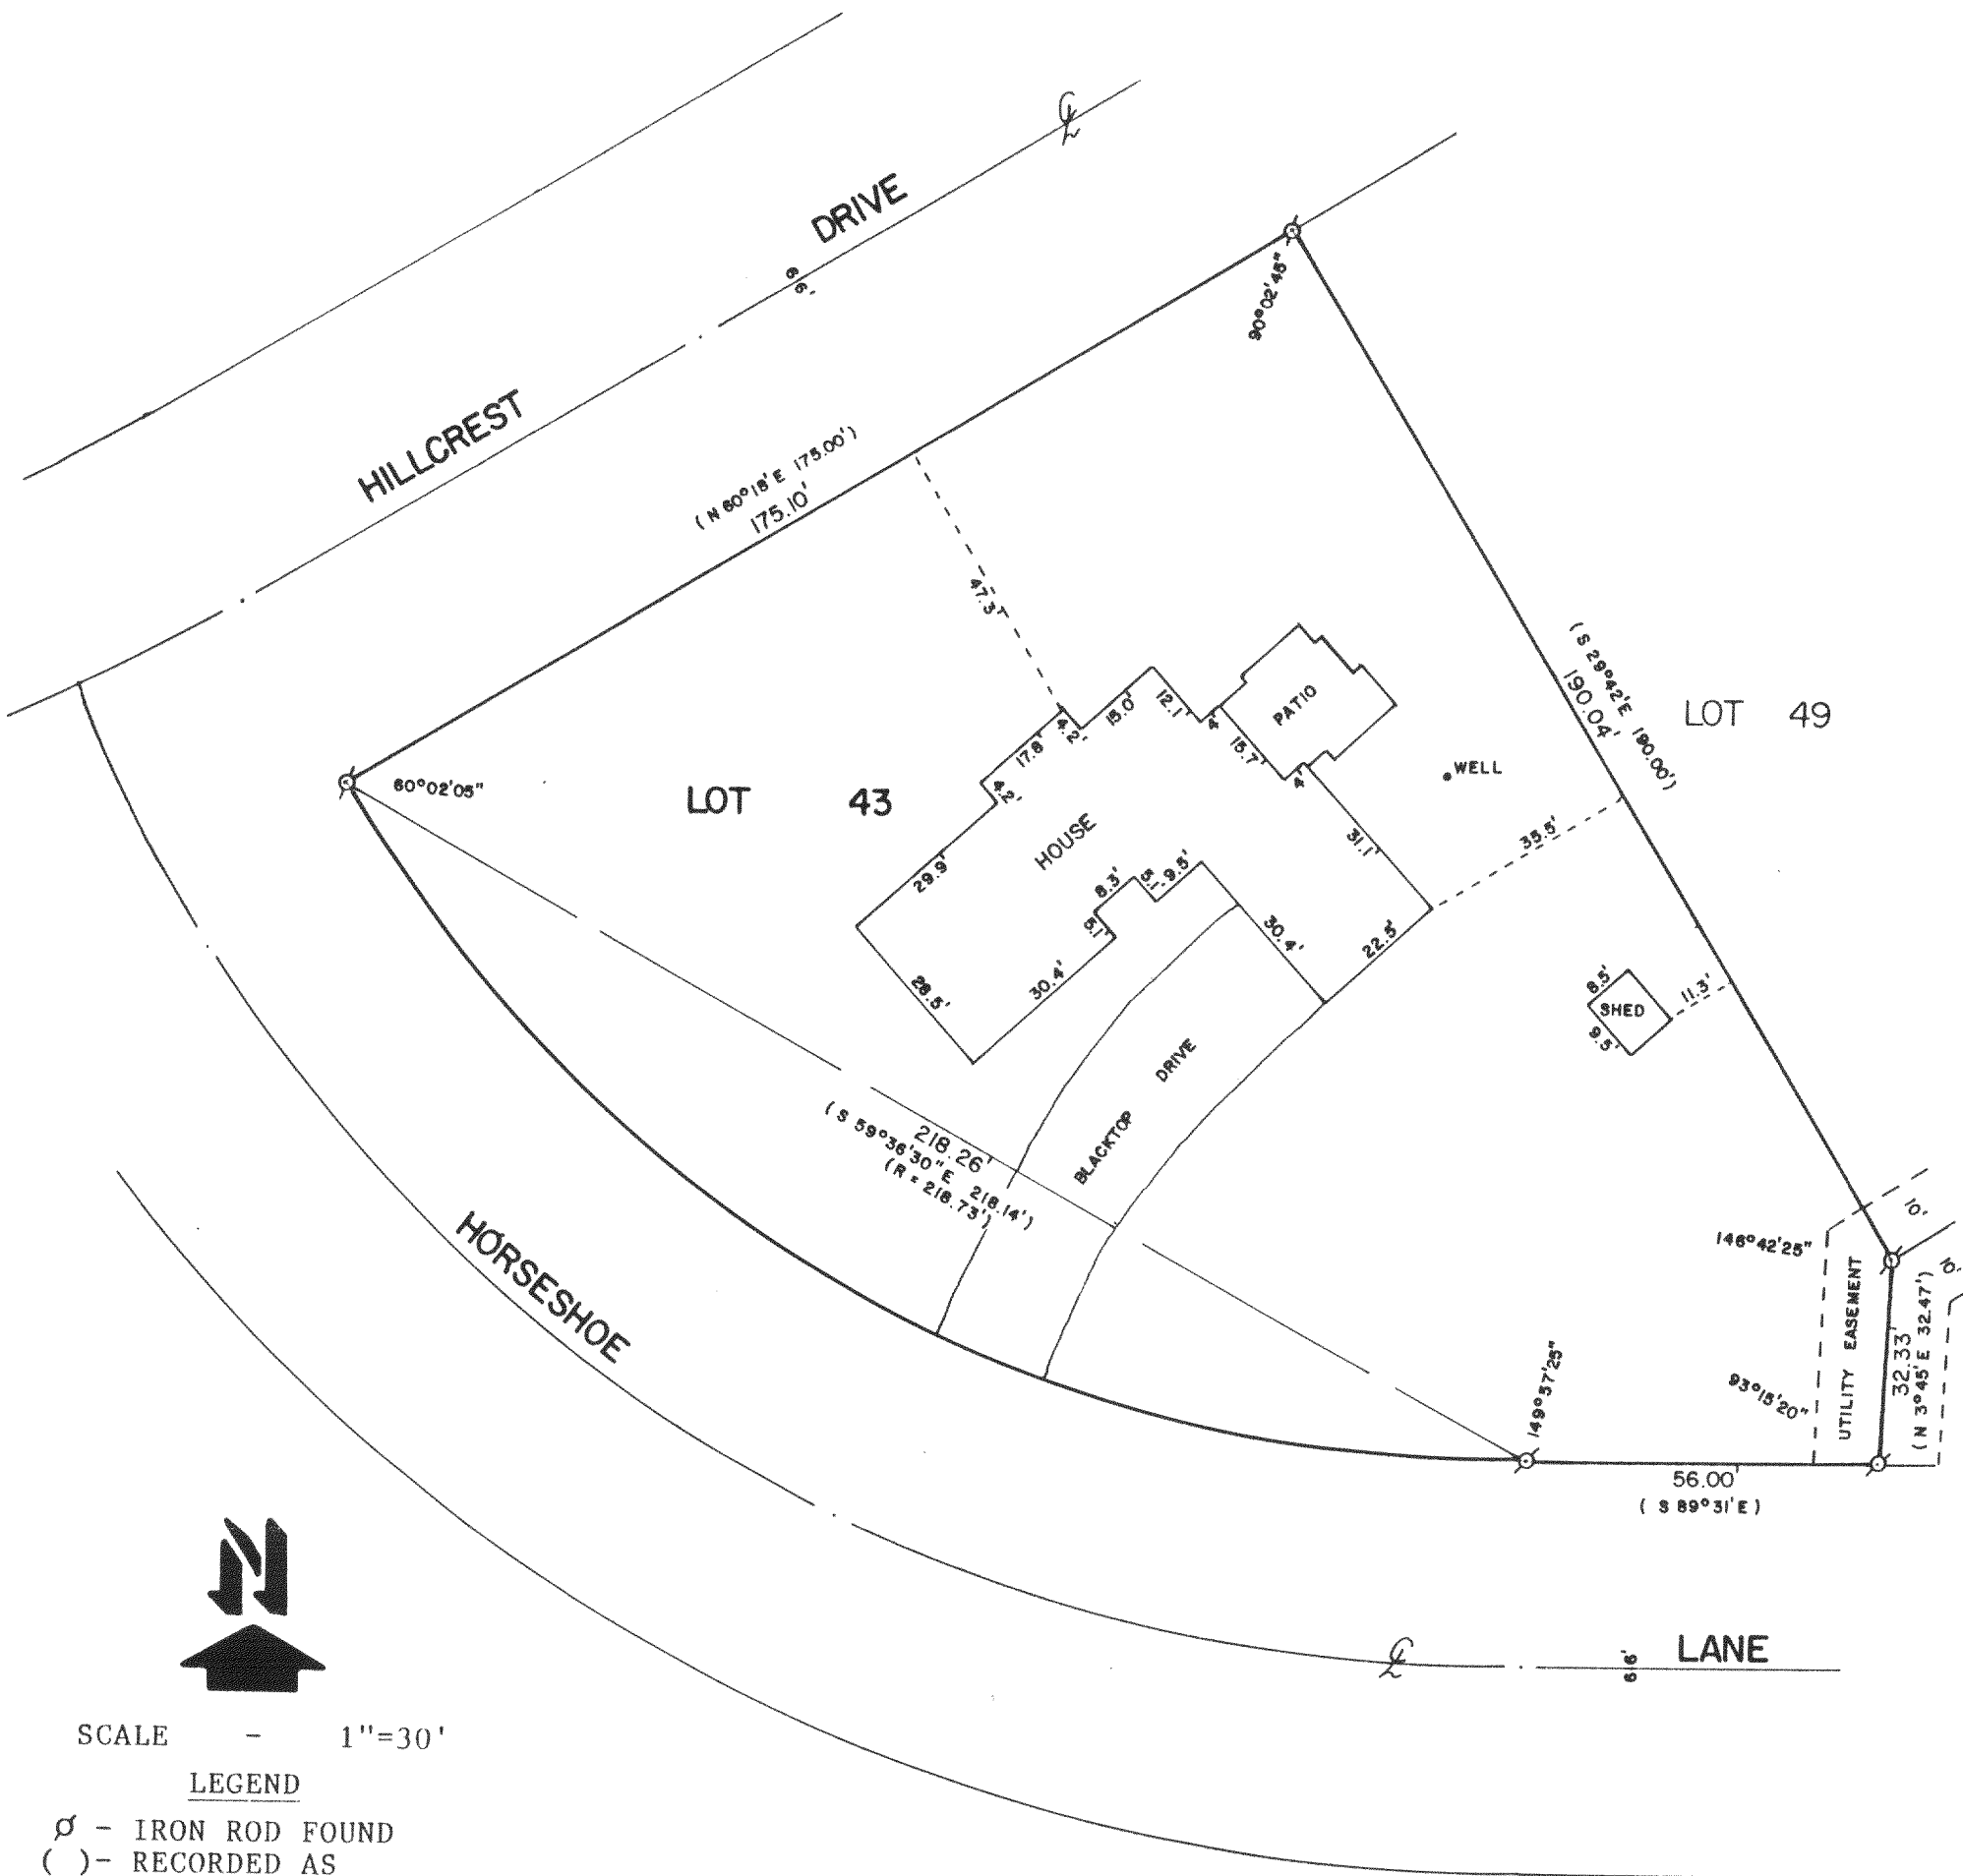 ℄
DRIVE
66'
HILLCREST
90°02'45"
( N 60°18' E 175.00')
175.10'
47.3'
60°02'05"
LOT 43
LOT 49
( S 29°42' E 190.00')
190.04'
PATIO
WELL
HOUSE
4.2'
17.8'
4.2'
15.0'
12.1'
4'
15.7'
4'
31.1'
35.5'
29.9'
28.5'
30.4'
5.1'
8.3'
5.1'
9.5'
30.4'
22.5'
8.5'
SHED
9.5'
11.3'
BLACKTOP DRIVE
218.26'
( S 59°36'30" E 218.14')
(R = 218.73')
HORSESHOE
146°42'25"
10'
10'
UTILITY EASEMENT
32.33'
( N 3°45' E 32.47')
93°15'20"
149°57'25"
56.00'
( S 89°31' E )
℄
66'
LANE
N
SCALE - 1"=30'
LEGEND
Ø - IRON ROD FOUND
( )- RECORDED AS